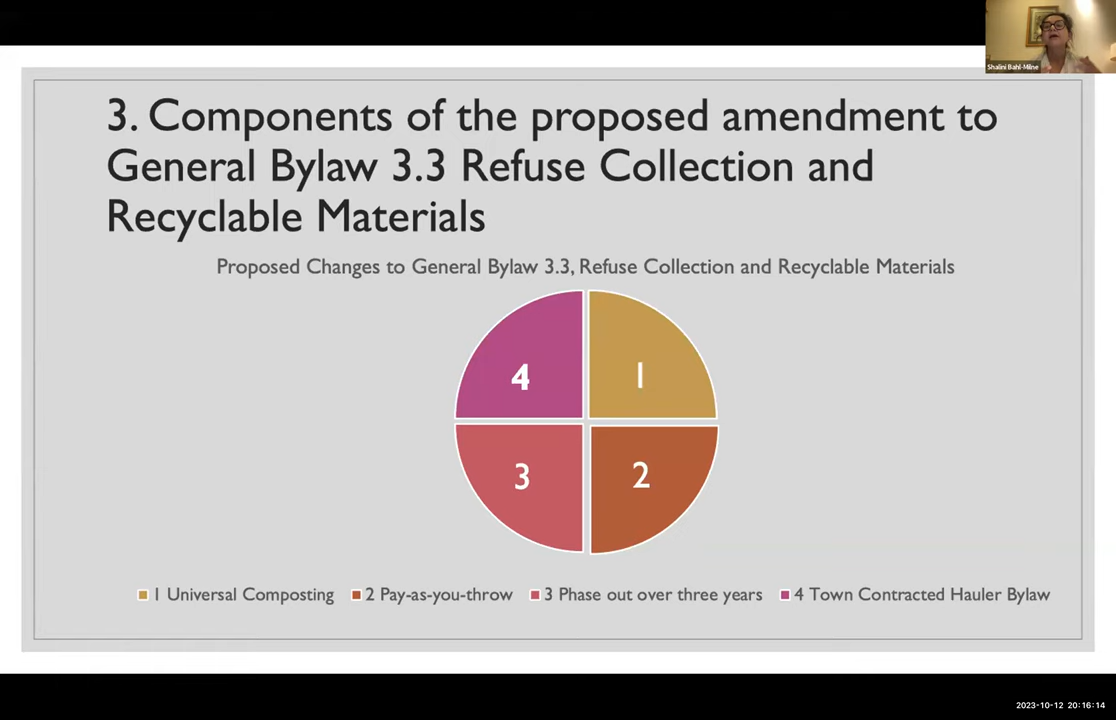 Shalini Bahl-Milne
3. Components of the proposed amendment to
General Bylaw 3.3 Refuse Collection and
Recyclable Materials
Proposed Changes to General Bylaw 3.3, Refuse Collection and Recyclable Materials
4
1
3
2
1 Universal Composting
2 Pay-as-you-throw
3 Phase out over three years
4 Town Contracted Hauler Bylaw
2023-10-12 20:16:14